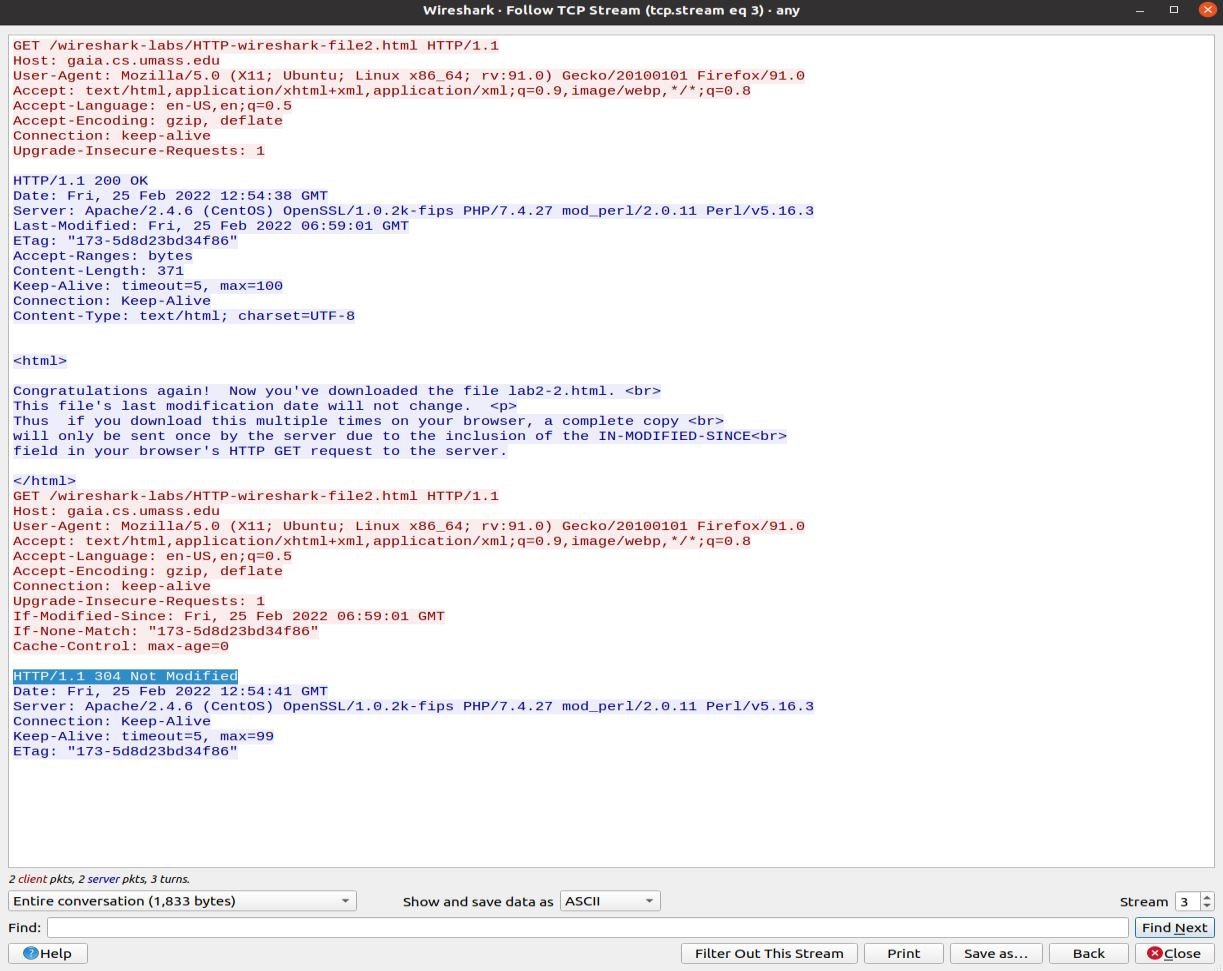 Wireshark · Follow TCP Stream (tcp.stream eq 3) · any
GET /wireshark-labs/HTTP-wireshark-file2.html HTTP/1.1
Host: gaia.cs.umass.edu
User-Agent: Mozilla/5.0 (X11; Ubuntu; Linux x86_64; rv:91.0) Gecko/20100101 Firefox/91.0
Accept: text/html,application/xhtml+xml,application/xml;q=0.9,image/webp,*/*;q=0.8
Accept-Language: en-US,en;q=0.5
Accept-Encoding: gzip, deflate
Connection: keep-alive
Upgrade-Insecure-Requests: 1
HTTP/1.1 200 OK
Date: Fri, 25 Feb 2022 12:54:38 GMT
Server: Apache/2.4.6 (CentOS) OpenSSL/1.0.2k-fips PHP/7.4.27 mod_perl/2.0.11 Perl/v5.16.3
Last-Modified: Fri, 25 Feb 2022 06:59:01 GMT
ETag: "173-5d8d23bd34f86"
Accept-Ranges: bytes
Content-Length: 371
Keep-Alive: timeout=5, max=100
Connection: Keep-Alive
Content-Type: text/html; charset=UTF-8
<html>
Congratulations again!  Now you've downloaded the file lab2-2.html. <br>
This file's last modification date will not change.  <p>
Thus  if you download this multiple times on your browser, a complete copy <br>
will only be sent once by the server due to the inclusion of the IN-MODIFIED-SINCE<br>
field in your browser's HTTP GET request to the server.
</html>
GET /wireshark-labs/HTTP-wireshark-file2.html HTTP/1.1
Host: gaia.cs.umass.edu
User-Agent: Mozilla/5.0 (X11; Ubuntu; Linux x86_64; rv:91.0) Gecko/20100101 Firefox/91.0
Accept: text/html,application/xhtml+xml,application/xml;q=0.9,image/webp,*/*;q=0.8
Accept-Language: en-US,en;q=0.5
Accept-Encoding: gzip, deflate
Connection: keep-alive
Upgrade-Insecure-Requests: 1
If-Modified-Since: Fri, 25 Feb 2022 06:59:01 GMT
If-None-Match: "173-5d8d23bd34f86"
Cache-Control: max-age=0
HTTP/1.1 304 Not Modified
Date: Fri, 25 Feb 2022 12:54:41 GMT
Server: Apache/2.4.6 (CentOS) OpenSSL/1.0.2k-fips PHP/7.4.27 mod_perl/2.0.11 Perl/v5.16.3
Connection: Keep-Alive
Keep-Alive: timeout=5, max=99
ETag: "173-5d8d23bd34f86"
2 client pkts, 2 server pkts, 3 turns.
Entire conversation (1,833 bytes) Show and save data as ASCII Stream 3
Find: Find Next
Help Filter Out This Stream Print Save as… Back Close